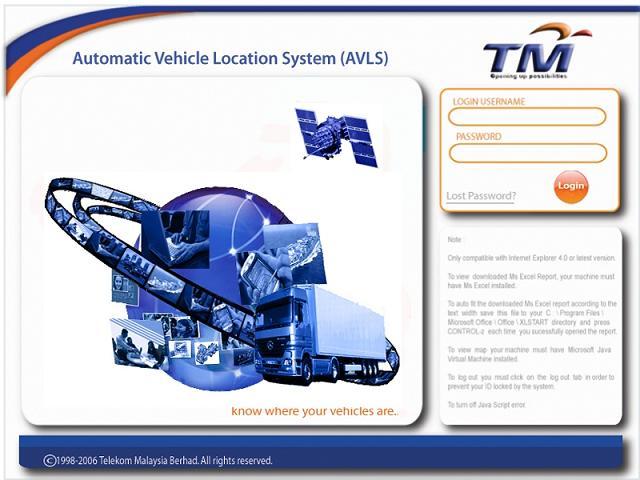 Automatic Vehicle Location System (AVLS)
TM
Opening up possibilities
LOGIN USERNAME
PASSWORD
Lost Password?
Login
Note :
Only compatible with Internet Explorer 4.0 or latest version.
To view downloaded Ms Excel Report, your machine must
have Ms Excel installed.
To auto fit the downloaded Ms Excel report according to the
text width save this file to your C : \ Program Files \
Microsoft Office \ Office \ XLSTART directory and press
CONTROL-z each time you sucessfully opened the report.
To view map your machine must have Microsoft Java
Virtual Machine installed.
To log out you must click on the log out tab in order to
prevent your ID locked by the system.
To turn off Java Script error.
know where your vehicles are..
©1998-2006 Telekom Malaysia Berhad. All rights reserved.